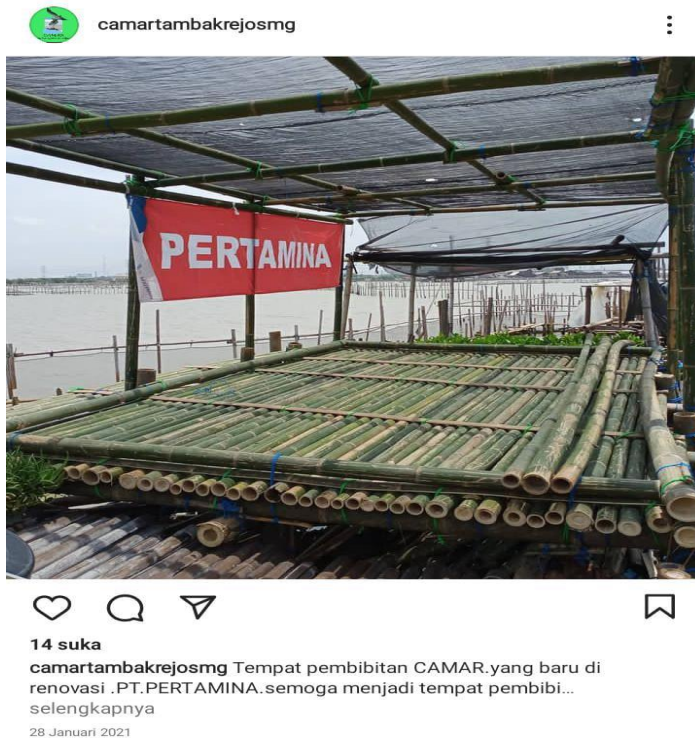 camartambakrejosmg
PERTAMINA
14 suka
camartambakrejosmg Tempat pembibitan CAMAR.yang baru di
renovasi .PT.PERTAMINA.semoga menjadi tempat pembibi...
selengkapnya
28 Januari 2021